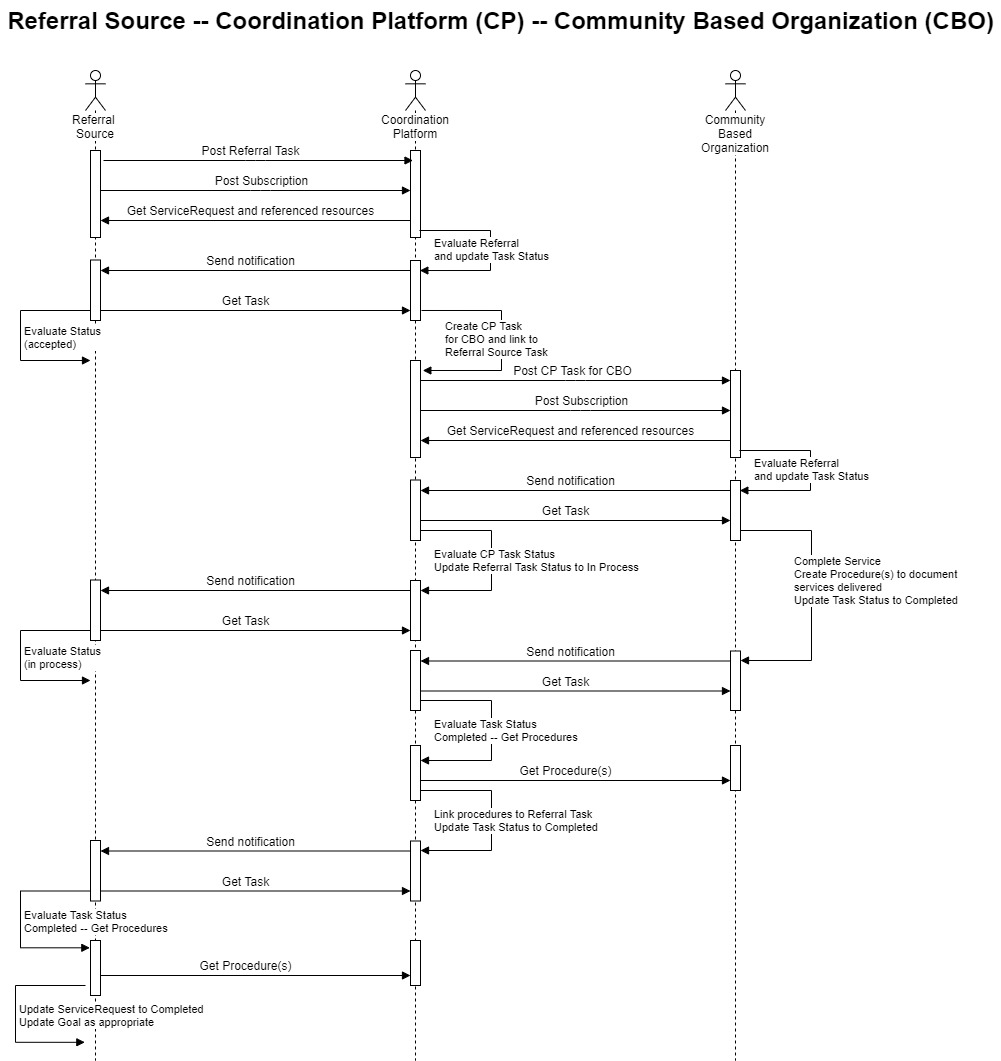 Referral Source -- Coordination Platform (CP) -- Community Based Organization (CBO)
Referral
Source
Coordination
Platform
Community
Based
Organization
Post Referral Task
Post Subscription
Get ServiceRequest and referenced resources
Evaluate Referral
and update Task Status
Send notification
Get Task
Evaluate Status
(accepted)
Create CP Task
for CBO and link to
Referral Source Task
Post CP Task for CBO
Post Subscription
Get ServiceRequest and referenced resources
Evaluate Referral
and update Task Status
Send notification
Get Task
Evaluate CP Task Status
Update Referral Task Status to In Process
Complete Service
Create Procedure(s) to document
services delivered
Update Task Status to Completed
Send notification
Get Task
Evaluate Status
(in process)
Send notification
Get Task
Evaluate Task Status
Completed -- Get Procedures
Get Procedure(s)
Link procedures to Referral Task
Update Task Status to Completed
Send notification
Get Task
Evaluate Task Status
Completed -- Get Procedures
Get Procedure(s)
Update ServiceRequest to Completed
Update Goal as appropriate